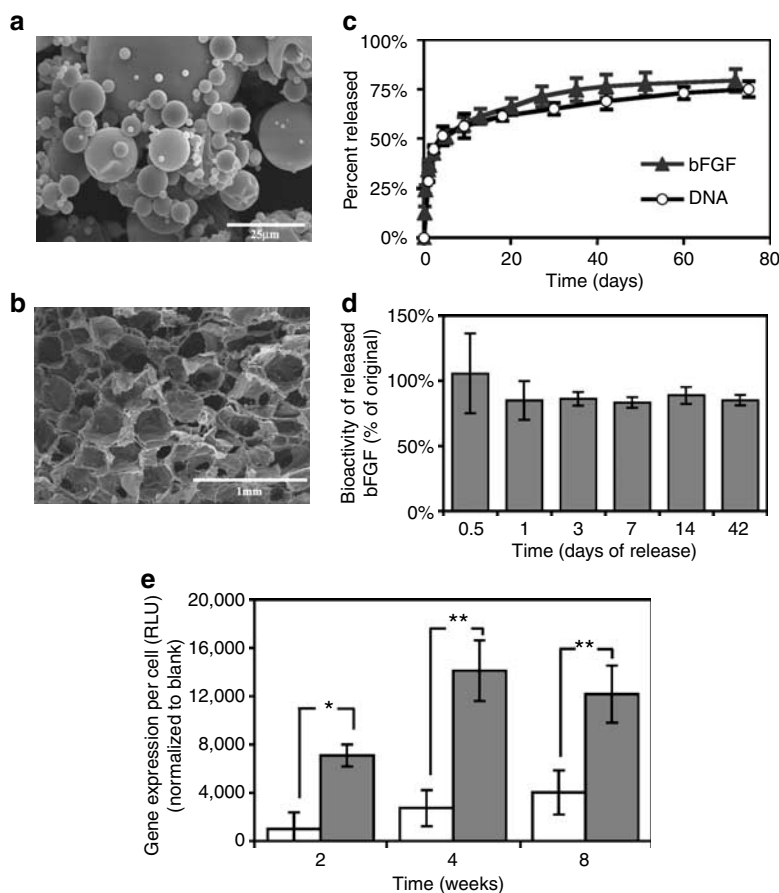 a
25μm
b
1mm
c
100%
75%
50%
25%
0%
Percent released
bFGF
DNA
0
20
40
60
80
Time (days)
d
150%
100%
50%
0%
Bioactivity of released
bFGF (% of original)
0.5
1
3
7
14
42
Time (days of release)
e
20,000
16,000
12,000
8,000
4,000
0
Gene expression per cell (RLU)
(normalized to blank)
*
**
**
2
4
8
Time (weeks)